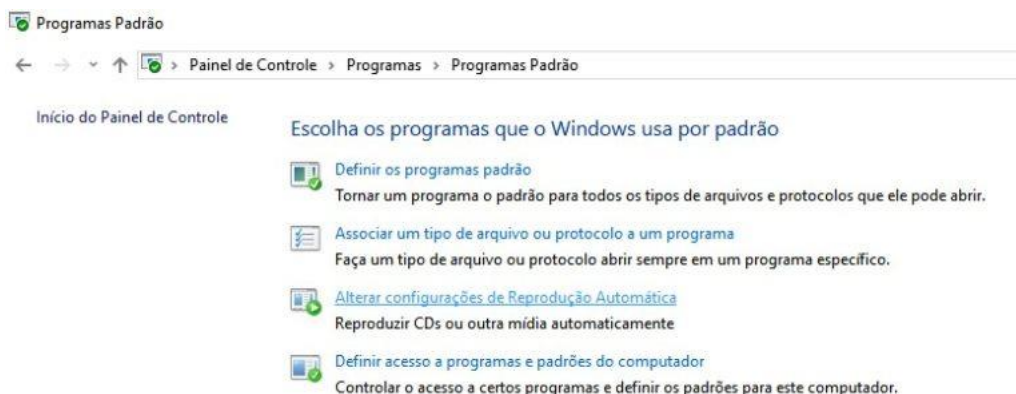 Programas Padrão
Painel de Controle > Programas > Programas Padrão
Início do Painel de Controle
Escolha os programas que o Windows usa por padrão
Definir os programas padrão
Tornar um programa o padrão para todos os tipos de arquivos e protocolos que ele pode abrir.
Associar um tipo de arquivo ou protocolo a um programa
Faça um tipo de arquivo ou protocolo abrir sempre em um programa específico.
Alterar configurações de Reprodução Automática
Reproduzir CDs ou outra mídia automaticamente
Definir acesso a programas e padrões do computador
Controlar o acesso a certos programas e definir os padrões para este computador.